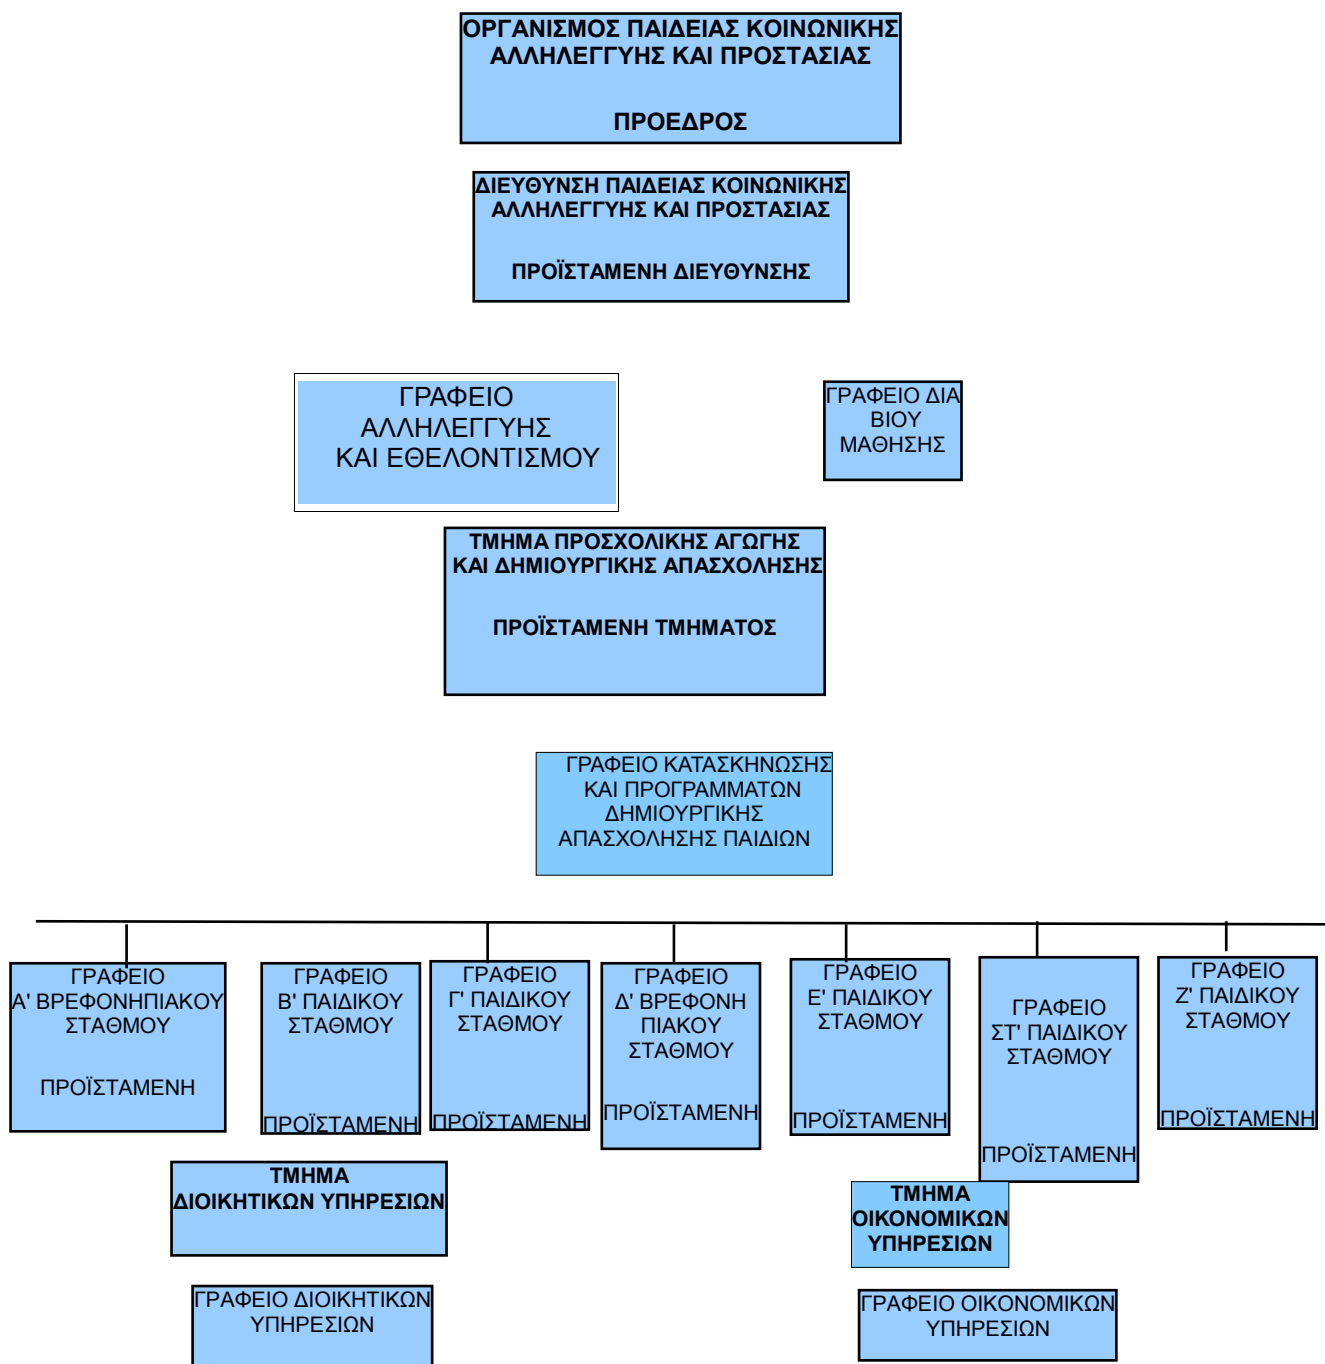 ΟΡΓΑΝΙΣΜΟΣ ΠΑΙΔΕΙΑΣ ΚΟΙΝΩΝΙΚΗΣ
ΑΛΛΗΛΕΓΓΥΗΣ ΚΑΙ ΠΡΟΣΤΑΣΙΑΣ
ΠΡΟΕΔΡΟΣ
ΔΙΕΥΘΥΝΣΗ ΠΑΙΔΕΙΑΣ ΚΟΙΝΩΝΙΚΗΣ
ΑΛΛΗΛΕΓΓΥΗΣ ΚΑΙ ΠΡΟΣΤΑΣΙΑΣ
ΠΡΟΪΣΤΑΜΕΝΗ ΔΙΕΥΘΥΝΣΗΣ
ΓΡΑΦΕΙΟ
ΑΛΛΗΛΕΓΓΥΗΣ
ΚΑΙ ΕΘΕΛΟΝΤΙΣΜΟΥ
ΓΡΑΦΕΙΟ ΔΙΑ
ΒΙΟΥ
ΜΑΘΗΣΗΣ
ΤΜΗΜΑ ΠΡΟΣΧΟΛΙΚΗΣ ΑΓΩΓΗΣ
ΚΑΙ ΔΗΜΙΟΥΡΓΙΚΗΣ ΑΠΑΣΧΟΛΗΣΗΣ
ΠΡΟΪΣΤΑΜΕΝΗ ΤΜΗΜΑΤΟΣ
ΓΡΑΦΕΙΟ ΚΑΤΑΣΚΗΝΩΣΗΣ
ΚΑΙ ΠΡΟΓΡΑΜΜΑΤΩΝ
ΔΗΜΙΟΥΡΓΙΚΗΣ
ΑΠΑΣΧΟΛΗΣΗΣ ΠΑΙΔΙΩΝ
ΓΡΑΦΕΙΟ
Α' ΒΡΕΦΟΝΗΠΙΑΚΟΥ
ΣΤΑΘΜΟΥ
ΠΡΟΪΣΤΑΜΕΝΗ
ΓΡΑΦΕΙΟ
Β' ΠΑΙΔΙΚΟΥ
ΣΤΑΘΜΟΥ
ΠΡΟΪΣΤΑΜΕΝΗ
ΓΡΑΦΕΙΟ
Γ' ΠΑΙΔΙΚΟΥ
ΣΤΑΘΜΟΥ
ΠΡΟΪΣΤΑΜΕΝΗ
ΓΡΑΦΕΙΟ
Δ' ΒΡΕΦΟΝΗ
ΠΙΑΚΟΥ
ΣΤΑΘΜΟΥ
ΠΡΟΪΣΤΑΜΕΝΗ
ΓΡΑΦΕΙΟ
Ε' ΠΑΙΔΙΚΟΥ
ΣΤΑΘΜΟΥ
ΠΡΟΪΣΤΑΜΕΝΗ
ΓΡΑΦΕΙΟ
ΣΤ' ΠΑΙΔΙΚΟΥ
ΣΤΑΘΜΟΥ
ΠΡΟΪΣΤΑΜΕΝΗ
ΓΡΑΦΕΙΟ
Ζ' ΠΑΙΔΙΚΟΥ
ΣΤΑΘΜΟΥ
ΠΡΟΪΣΤΑΜΕΝΗ
ΤΜΗΜΑ
ΔΙΟΙΚΗΤΙΚΩΝ ΥΠΗΡΕΣΙΩΝ
ΤΜΗΜΑ
ΟΙΚΟΝΟΜΙΚΩΝ
ΥΠΗΡΕΣΙΩΝ
ΓΡΑΦΕΙΟ ΔΙΟΙΚΗΤΙΚΩΝ
ΥΠΗΡΕΣΙΩΝ
ΓΡΑΦΕΙΟ ΟΙΚΟΝΟΜΙΚΩΝ
ΥΠΗΡΕΣΙΩΝ